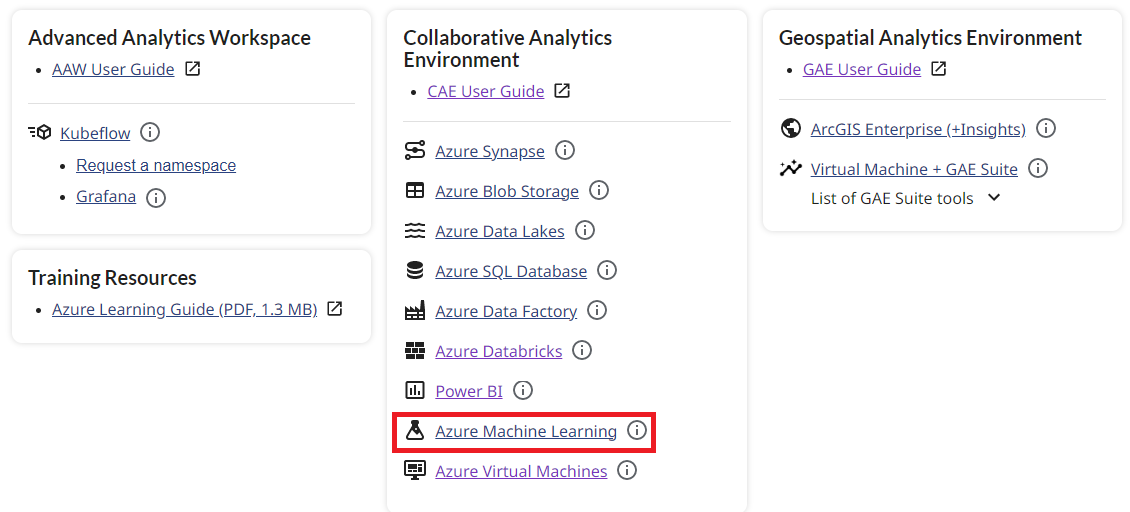 Advanced Analytics Workspace
AAW User Guide
Kubeflow
Request a namespace
Grafana
Training Resources
Azure Learning Guide (PDF, 1.3 MB)
Collaborative Analytics
Environment
CAE User Guide
Azure Synapse
Azure Blob Storage
Azure Data Lakes
Azure SQL Database
Azure Data Factory
Azure Databricks
Power BI
Azure Machine Learning
Azure Virtual Machines
Geospatial Analytics Environment
GAE User Guide
ArcGIS Enterprise (+Insights)
Virtual Machine + GAE Suite
List of GAE Suite tools